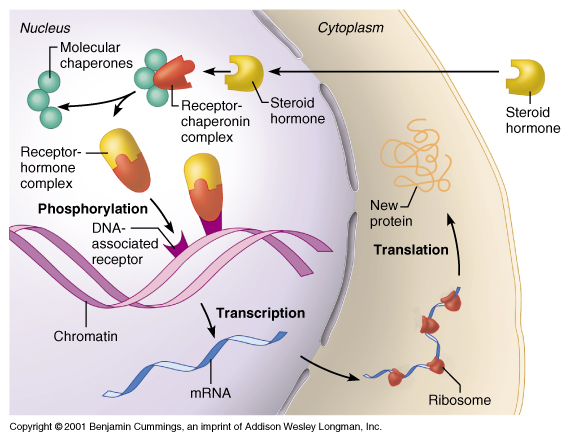 Nucleus
Cytoplasm
Molecular
chaperones
Receptor-
chaperonin
complex
Steroid
hormone
Steroid
hormone
Receptor-
hormone
complex
Phosphorylation
DNA-
associated
receptor
New
protein
Translation
Chromatin
Transcription
mRNA
Ribosome
Copyright © 2001 Benjamin Cummings, an imprint of Addison Wesley Longman, Inc.